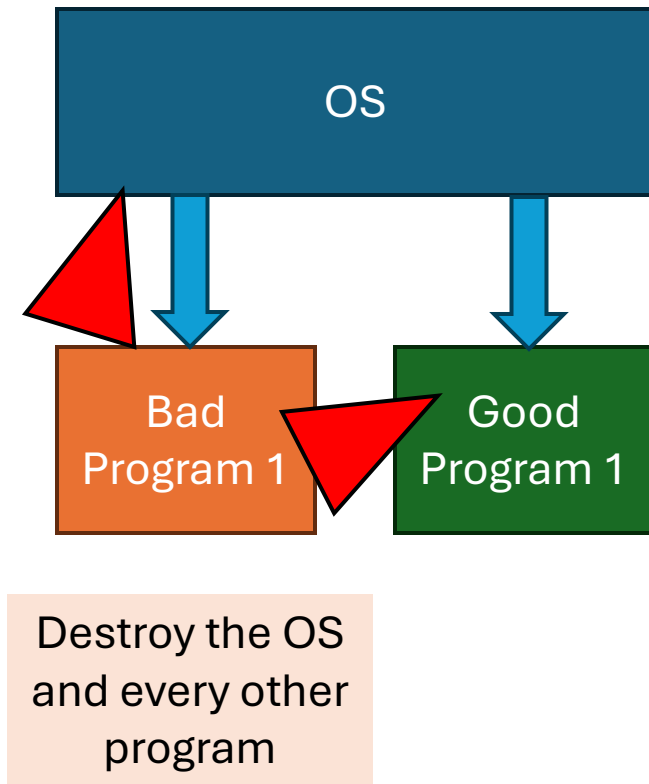 OS
Bad
Program 1
Good
Program 1
Destroy the OS
and every other
program